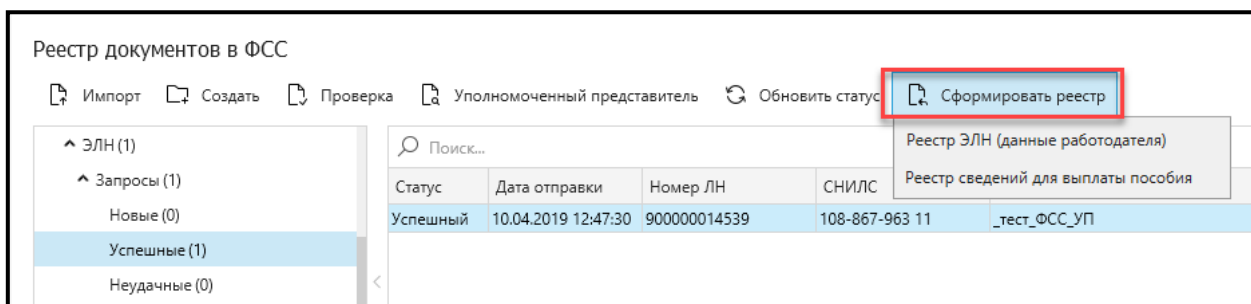 Реестр документов в ФСС
Импорт Создать Проверка Уполномоченный представитель Обновить статус Сформировать реестр
Реестр ЭЛН (данные работодателя)
Реестр сведений для выплаты пособия
ЭЛН (1)
Запросы (1)
Новые (0)
Успешные (1)
Неудачные (0)
Поиск...
Статус Дата отправки Номер ЛН СНИЛС
Успешный 10.04.2019 12:47:30 900000014539 108-867-963 11 _тест_ФСС_УП